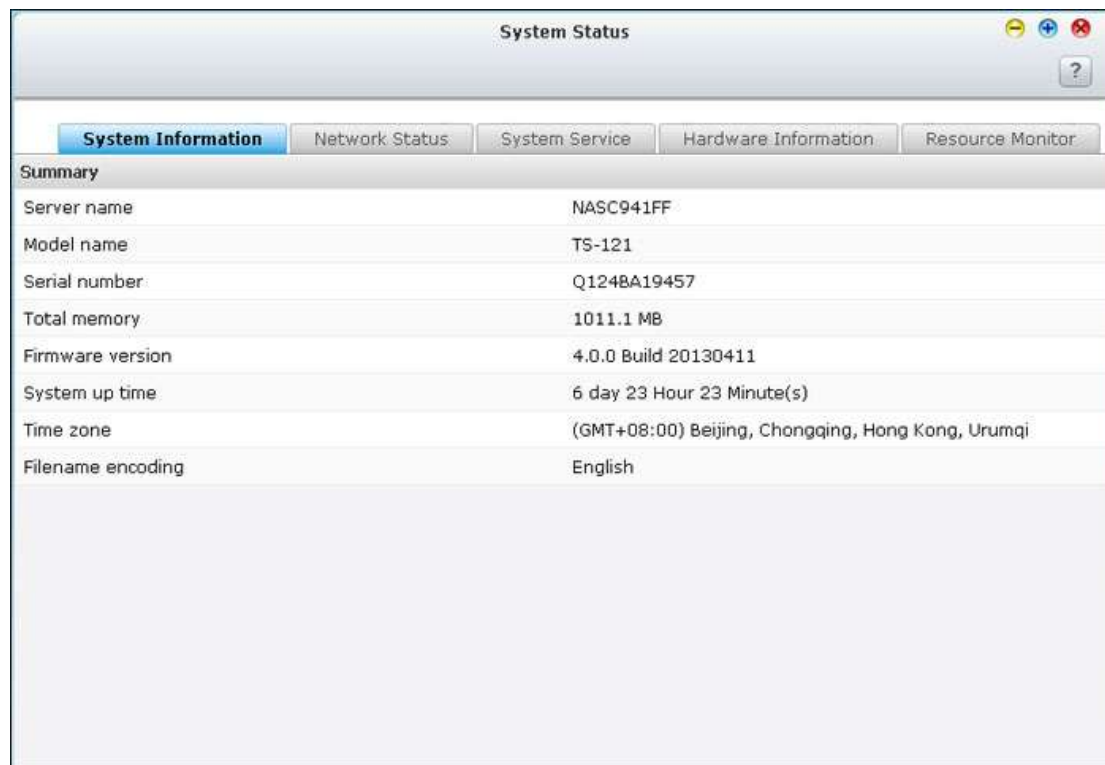 System Status
?
System Information Network Status System Service Hardware Information Resource Monitor
Summary
Server name NASC941FF
Model name TS-121
Serial number Q124BA19457
Total memory 1011.1 MB
Firmware version 4.0.0 Build 20130411
System up time 6 day 23 Hour 23 Minute(s)
Time zone (GMT+08:00) Beijing, Chongqing, Hong Kong, Urumqi
Filename encoding English